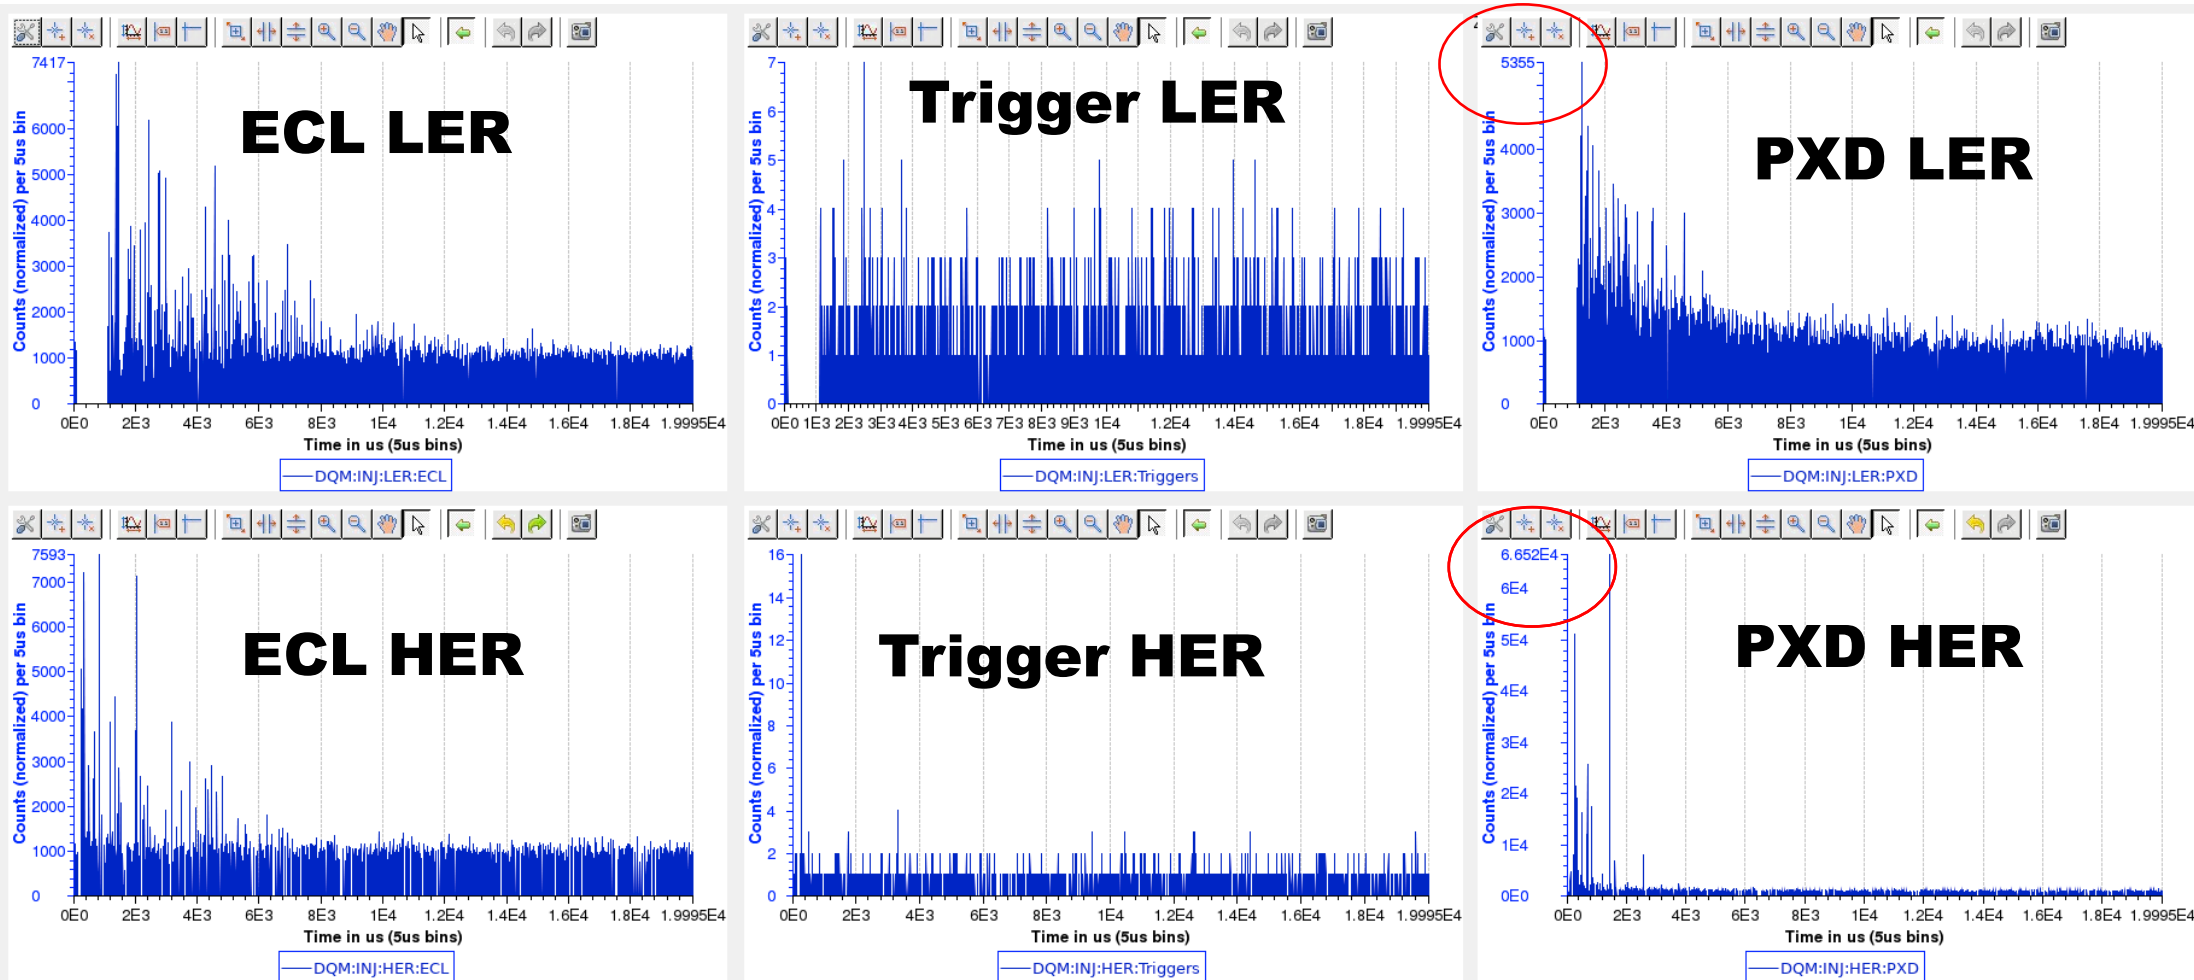 7417
6000
5000
4000
3000
2000
1000
0
Counts (normalized) per 5us bin
ECL LER
0E0 2E3 4E3 6E3 8E3 1E4 1.2E4 1.4E4 1.6E4 1.8E4 1.9995E4
Time in us (5us bins)
DQM:INJ:LER:ECL
7
6
5
4
3
2
1
0
Counts (normalized) per 5us bin
Trigger LER
0E0 1E3 2E3 3E3 4E3 5E3 6E3 7E3 8E3 9E3 1E4 1.2E4 1.4E4 1.6E4 1.8E4 1.9995E4
Time in us (5us bins)
DQM:INJ:LER:Triggers
5355
4000
3000
2000
1000
0
Counts (normalized) per 5us bin
PXD LER
0E0 2E3 4E3 6E3 8E3 1E4 1.2E4 1.4E4 1.6E4 1.8E4 1.9995E4
Time in us (5us bins)
DQM:INJ:LER:PXD
7593
7000
6000
5000
4000
3000
2000
1000
0
Counts (normalized) per 5us bin
ECL HER
0E0 2E3 4E3 6E3 8E3 1E4 1.2E4 1.4E4 1.6E4 1.8E4 1.9995E4
Time in us (5us bins)
DQM:INJ:HER:ECL
16
14
12
10
8
6
4
2
0
Counts (normalized) per 5us bin
Trigger HER
0E0 2E3 4E3 6E3 8E3 1E4 1.2E4 1.4E4 1.6E4 1.8E4 1.9995E4
Time in us (5us bins)
DQM:INJ:HER:Triggers
6.652E4
6E4
5E4
4E4
3E4
2E4
1E4
0E0
Counts (normalized) per 5us bin
PXD HER
0E0 2E3 4E3 6E3 8E3 1E4 1.2E4 1.4E4 1.6E4 1.8E4 1.9995E4
Time in us (5us bins)
DQM:INJ:HER:PXD